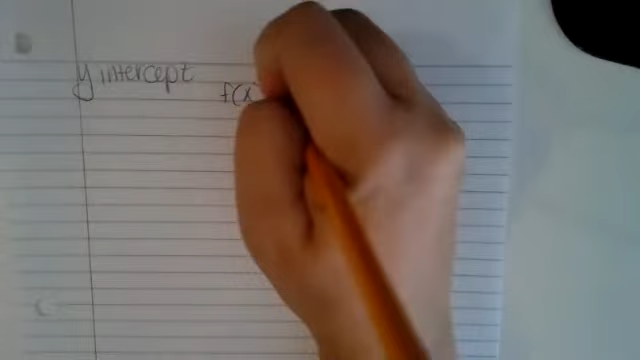 y intercept
f(x